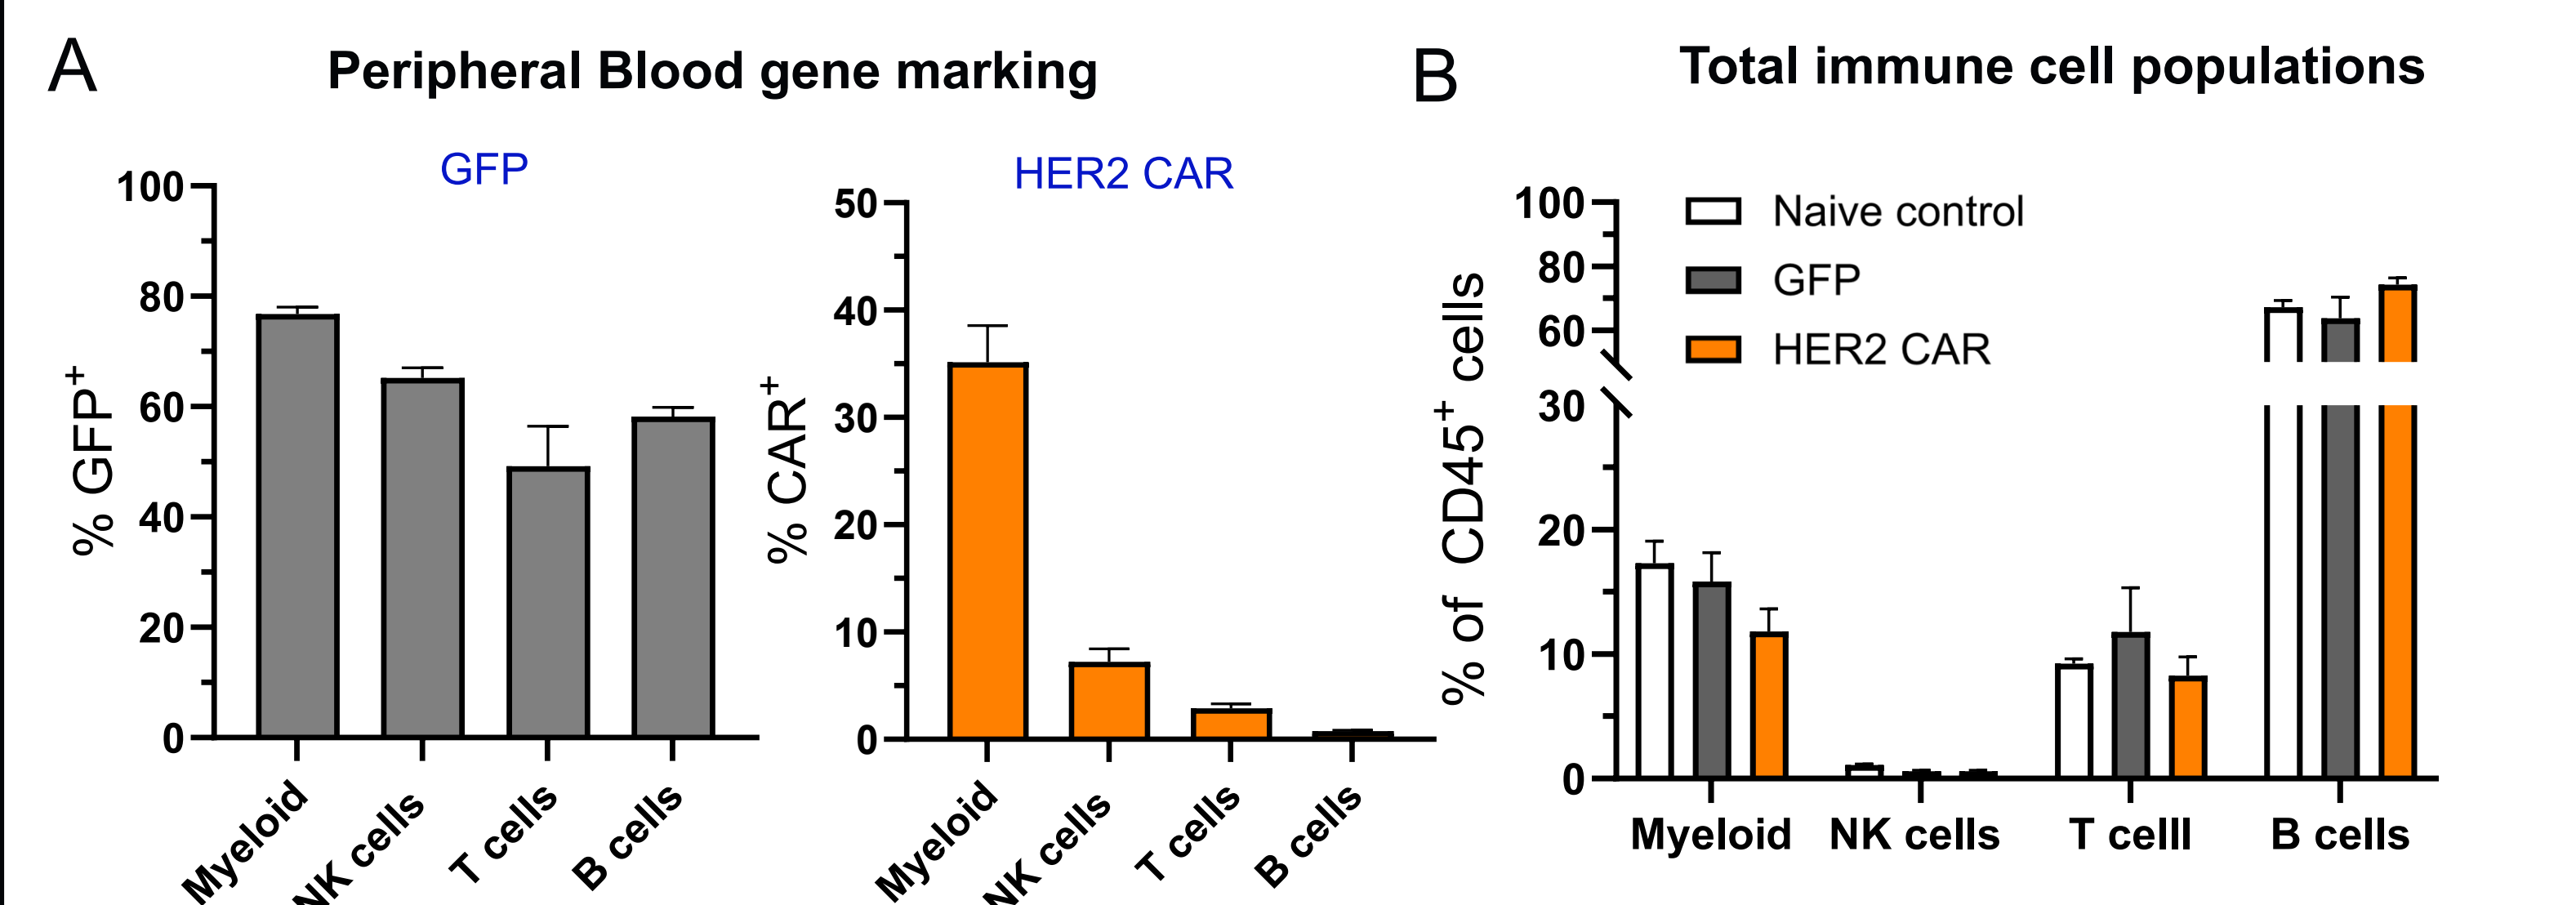 A
Peripheral Blood gene marking
GFP
% GFP+
100
80
60
40
20
0
Myeloid
NK cells
T cells
B cells
HER2 CAR
% CAR+
50
40
30
20
10
0
Myeloid
NK cells
T cells
B cells
B
Total immune cell populations
% of CD45+ cells
100
80
60
30
20
10
0
Naive control
GFP
HER2 CAR
Myeloid
NK cells
T celll
B cells